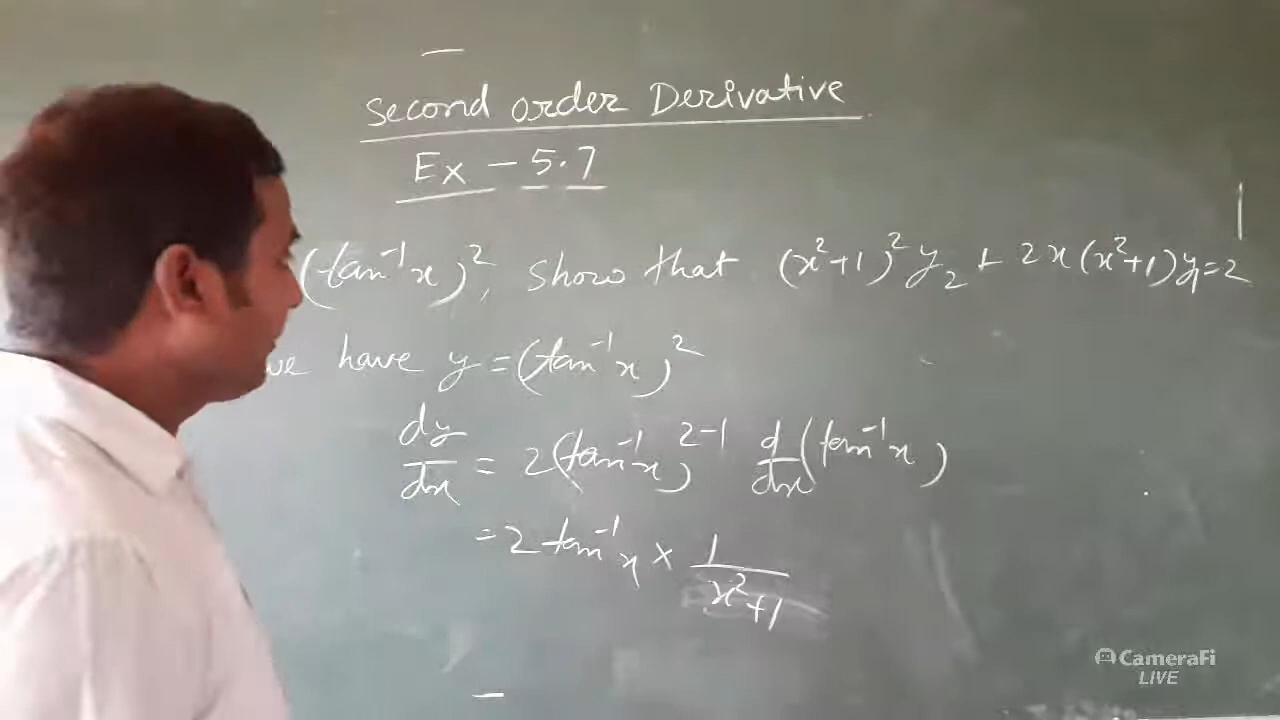 Second order Derivative
Ex - 5.7
(tan⁻¹x)², Show that (x²+1)² y₂ + 2x(x²+1)y₁=2
we have y = (tan⁻¹x)²
dy/dx = 2(tan⁻¹x)²⁻¹ d/dx (tan⁻¹x)
= 2 tan⁻¹x × 1/x²+1
CameraFi
LIVE